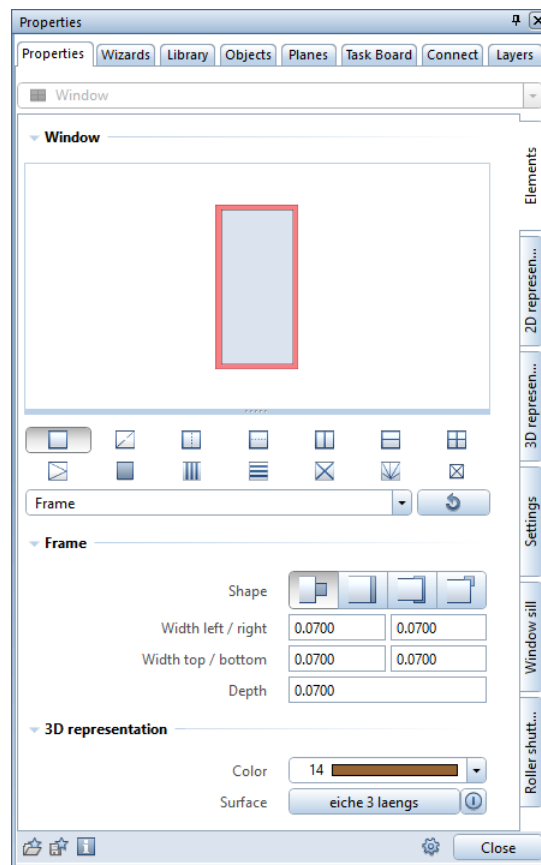 Properties
Properties Wizards Library Objects Planes Task Board Connect Layers
Window
Window
Elements
2D represen...
3D represen...
Settings
Window sill
Roller shutt...
Frame
Frame
Shape
Width left / right 0.0700 0.0700
Width top / bottom 0.0700 0.0700
Depth 0.0700
3D representation
Color 14
Surface eiche 3 laengs
Close